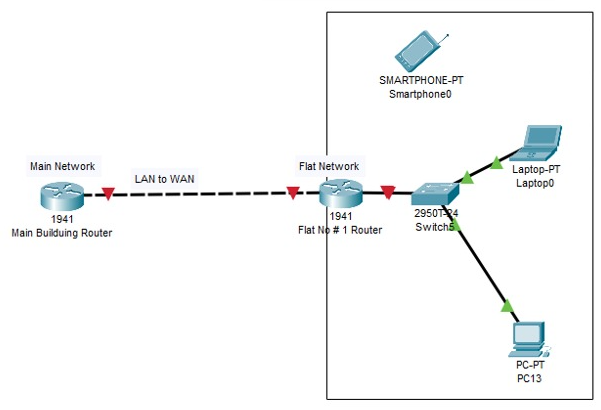 SMARTPHONE-PT
Smartphone0
Laptop-PT
Laptop0
Main Network
LAN to WAN
Flat Network
1941
Main Builduing Router
1941
Flat No # 1 Router
2950T-24
Switch5
PC-PT
PC13